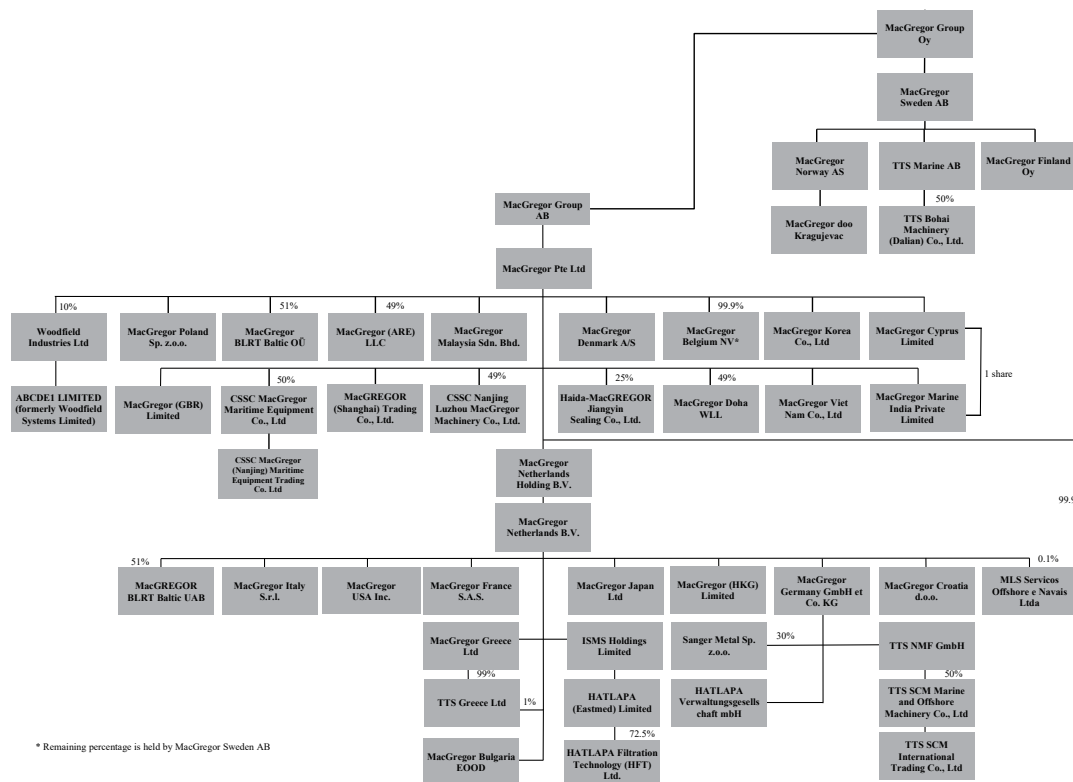 MacGregor Group
Oy
MacGregor
Sweden AB
MacGregor
Norway AS
TTS Marine AB
MacGregor Finland
Oy
50%
MacGregor Group
AB
MacGregor doo
Kragujevac
TTS Bohai
Machinery
(Dalian) Co., Ltd.
MacGregor Pte Ltd
10%
51%
49%
99.9%
Woodfield
Industries Ltd
MacGregor Poland
Sp. z.o.o.
MacGregor
BLRT Baltic OÜ
MacGregor (ARE)
LLC
MacGregor
Malaysia Sdn. Bhd.
MacGregor
Denmark A/S
MacGregor
Belgium NV*
MacGregor Korea
Co., Ltd
MacGregor Cyprus
Limited
1 share
50%
49%
25%
49%
ABCDE1 LIMITED
(formerly Woodfield
Systems Limited)
MacGregor (GBR)
Limited
CSSC MacGregor
Maritime Equipment
Co., Ltd
MacGREGOR
(Shanghai) Trading
Co., Ltd.
CSSC Nanjing
Luzhou MacGregor
Machinery Co., Ltd.
Haida-MacGREGOR
Jiangyin
Sealing Co., Ltd.
MacGregor Doha
WLL
MacGregor Viet
Nam Co., Ltd
MacGregor Marine
India Private
Limited
CSSC MacGregor
(Nanjing) Maritime
Equipment Trading
Co. Ltd
MacGregor
Netherlands
Holding B.V.
99.9
MacGregor
Netherlands B.V.
51%
0.1%
MacGREGOR
BLRT Baltic UAB
MacGregor Italy
S.r.l.
MacGregor
USA Inc.
MacGregor France
S.A.S.
MacGregor Japan
Ltd
MacGregor (HKG)
Limited
MacGregor
Germany GmbH et
Co. KG
MacGregor Croatia
d.o.o.
MLS Servicos
Offshore e Navais
Ltda
MacGregor Greece
Ltd
ISMS Holdings
Limited
Sanger Metal Sp.
z.o.o.
30%
TTS NMF GmbH
99%
50%
TTS Greece Ltd
1%
HATLAPA
(Eastmed) Limited
HATLAPA
Verwaltungsgesells
chaft mbH
TTS SCM Marine
and Offshore
Machinery Co., Ltd
72.5%
MacGregor Bulgaria
EOOD
HATLAPA Filtration
Technology (HFT)
Ltd.
TTS SCM
International
Trading Co., Ltd
* Remaining percentage is held by MacGregor Sweden AB